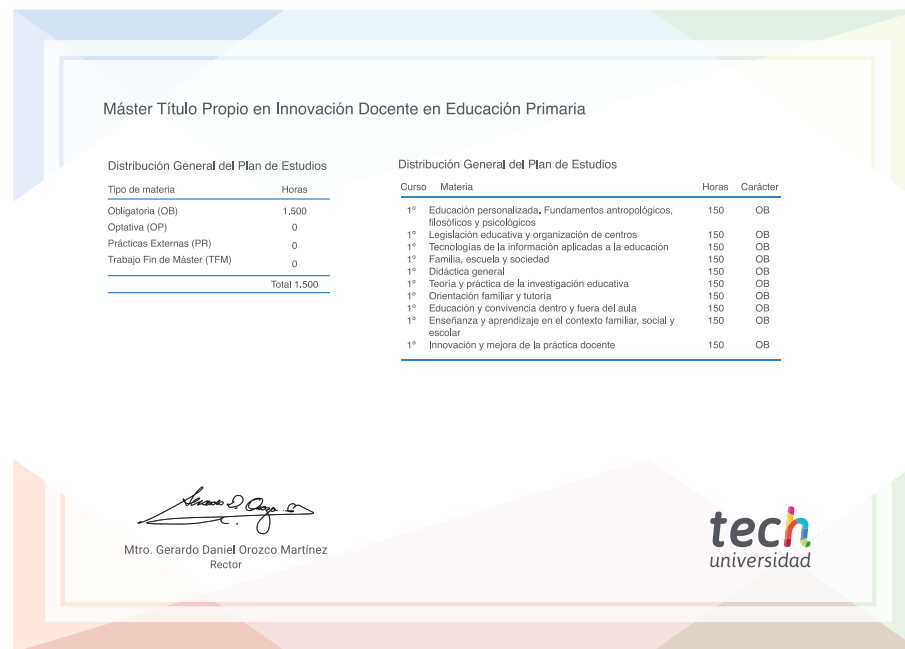 Máster Título Propio en Innovación Docente en Educación Primaria
Distribución General del Plan de Estudios
Tipo de materia Horas
Obligatoria (OB) 1.500
Optativa (OP) 0
Prácticas Externas (PR) 0
Trabajo Fin de Máster (TFM) 0
Total 1.500
Distribución General del Plan de Estudios
Curso Materia Horas Carácter
1º Educación personalizada. Fundamentos antropológicos, 150 OB
filosóficos y psicológicos
1º Legislación educativa y organización de centros 150 OB
1º Tecnologías de la información aplicadas a la educación 150 OB
1º Familia, escuela y sociedad 150 OB
1º Didáctica general 150 OB
1º Teoría y práctica de la investigación educativa 150 OB
1º Orientación familiar y tutoría 150 OB
1º Educación y convivencia dentro y fuera del aula 150 OB
1º Enseñanza y aprendizaje en el contexto familiar, social y 150 OB
escolar
1º Innovación y mejora de la práctica docente 150 OB
Mtro. Gerardo Daniel Orozco Martínez
Rector
tech
universidad